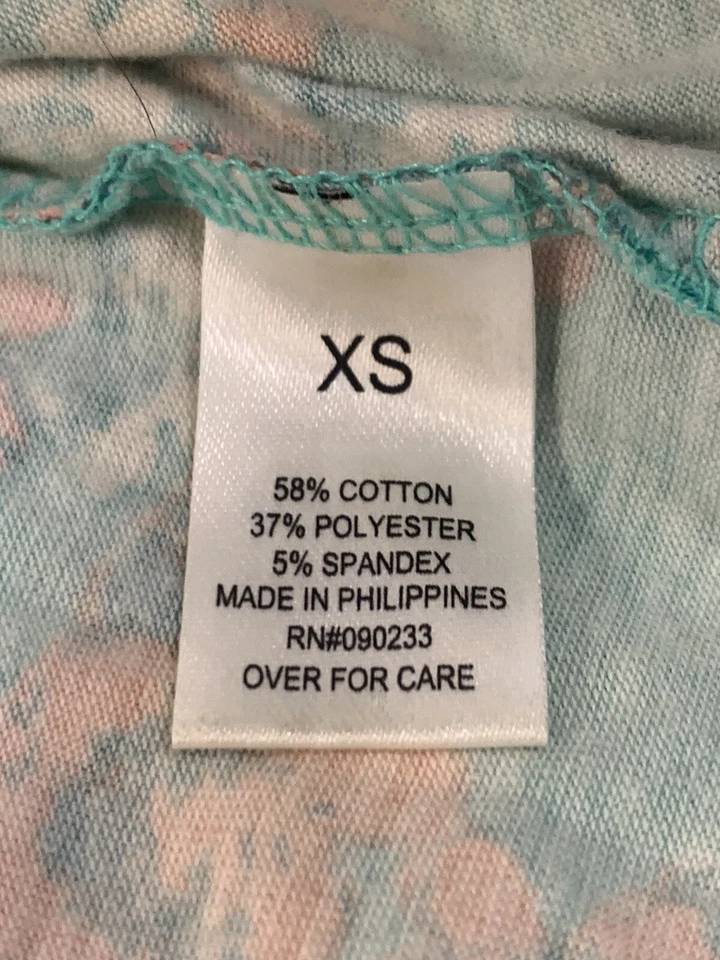 XS
58% COTTON
37% POLYESTER
5% SPANDEX
MADE IN PHILIPPINES
RN#090233
OVER FOR CARE